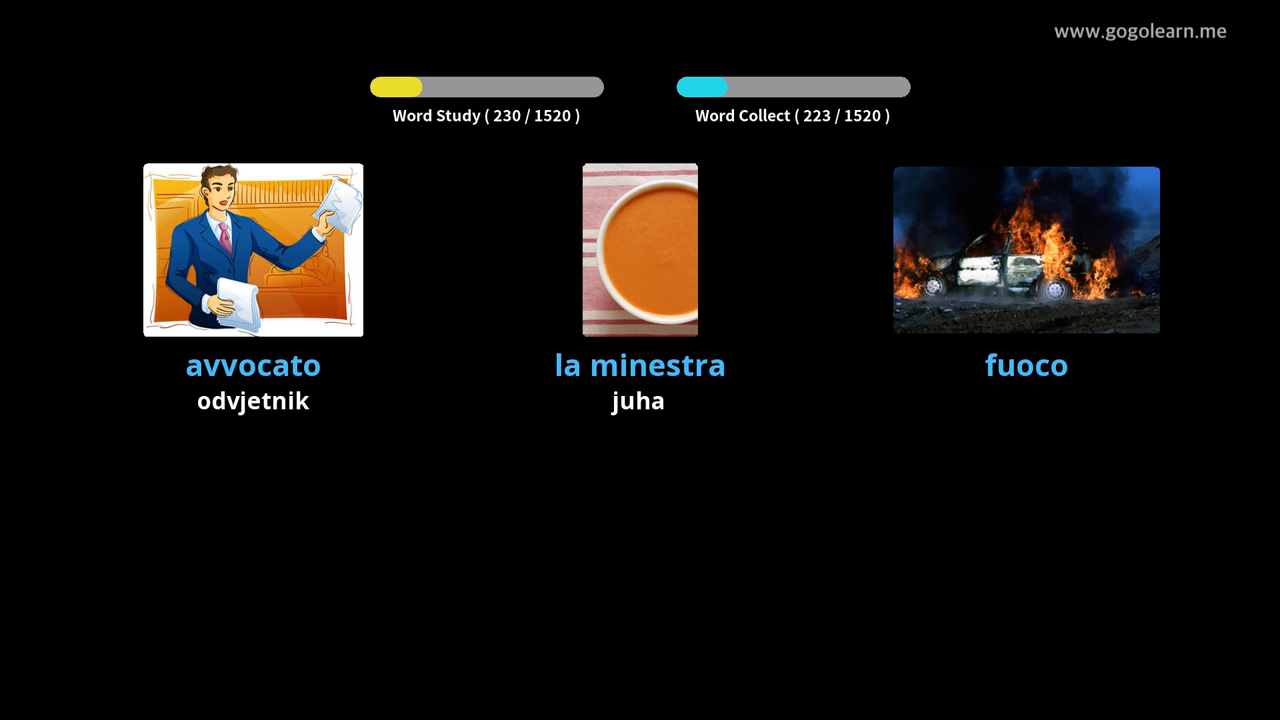 www.gogolearn.me
Word Study ( 230 / 1520 )
Word Collect ( 223 / 1520 )
avvocato
odvjetnik
la minestra
juha
fuoco